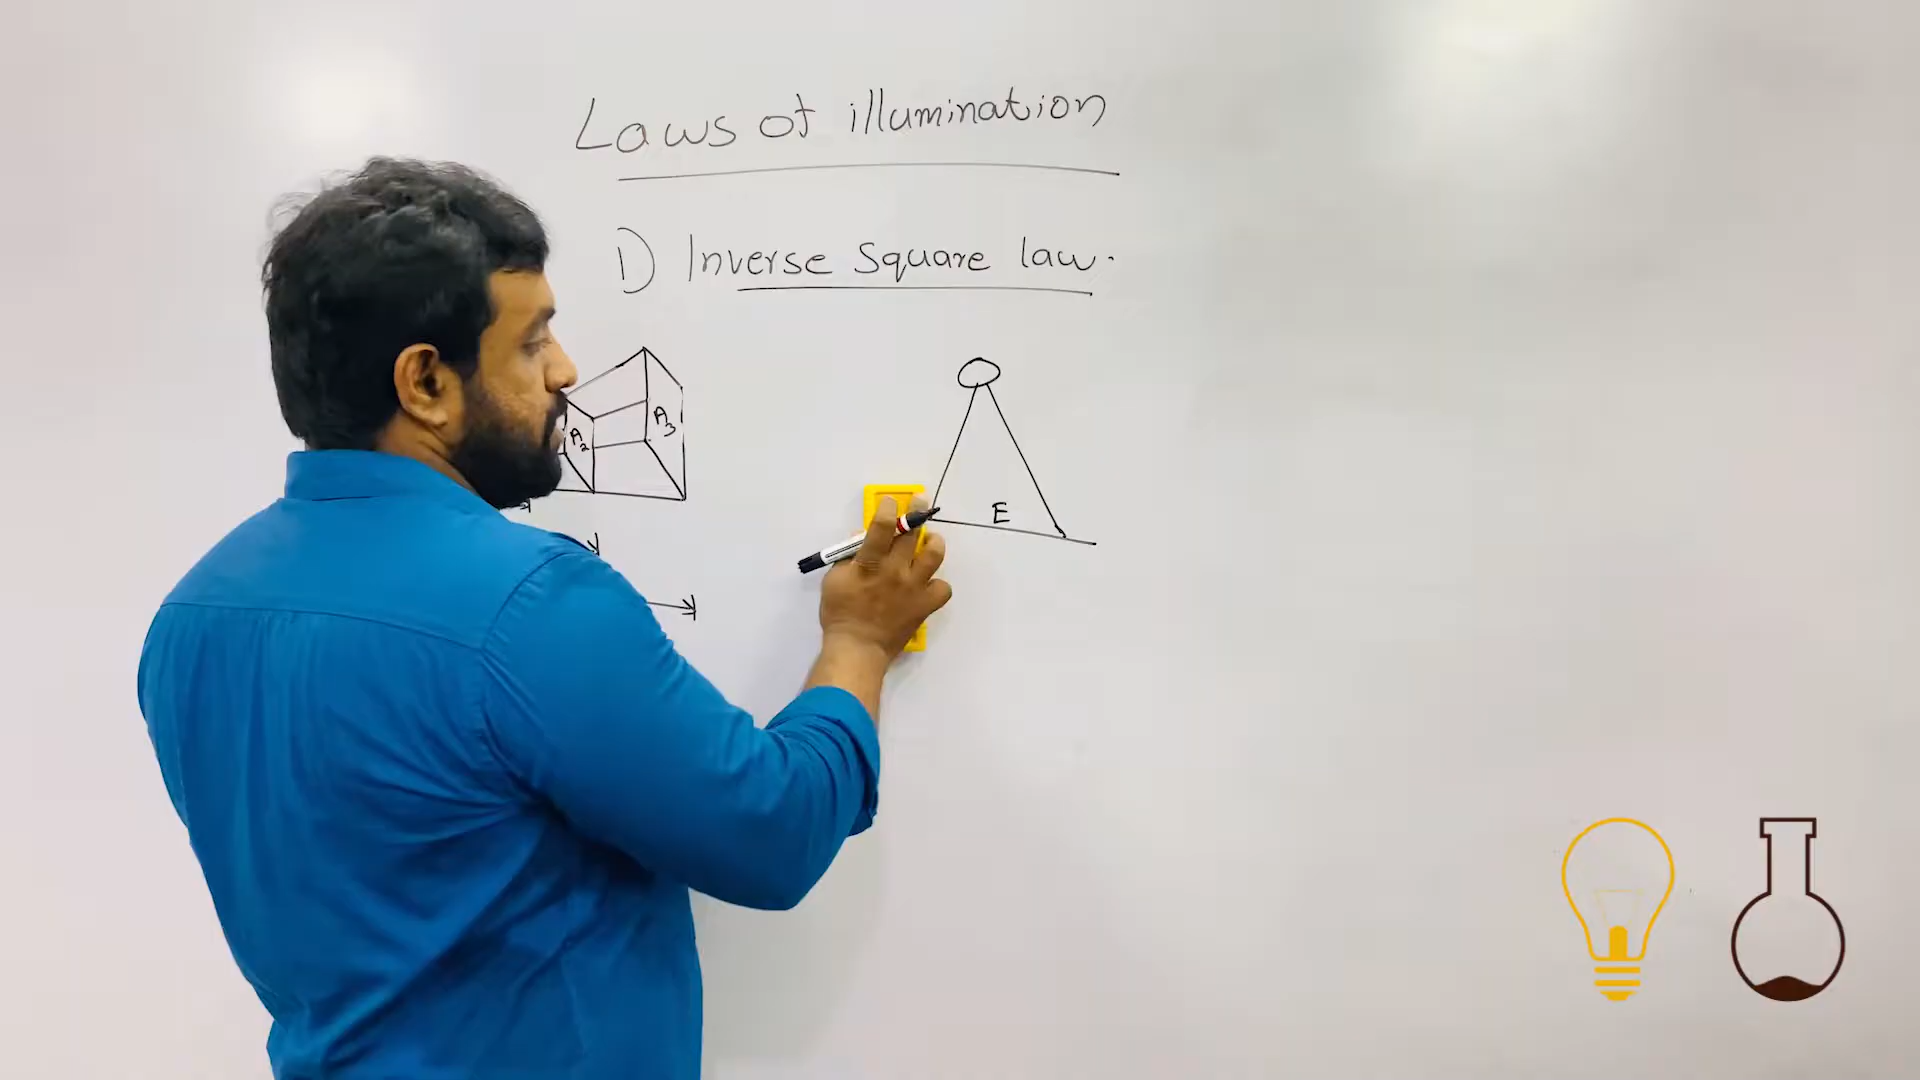 Laws of illumination
1) Inverse square law.
A2
A3
E